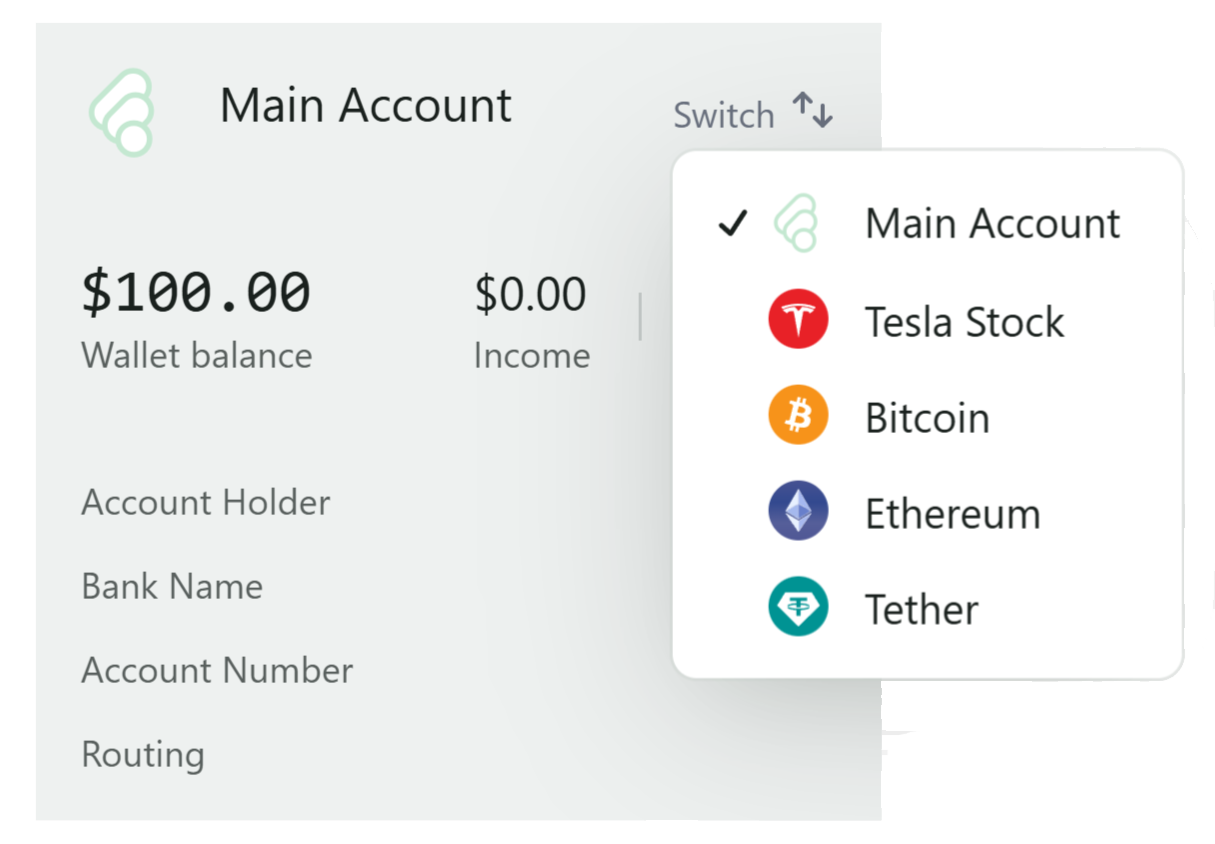 Main Account
Switch
$100.00
Wallet balance
$0.00
Income
Account Holder
Bank Name
Account Number
Routing
Main Account
Tesla Stock
Bitcoin
Ethereum
Tether